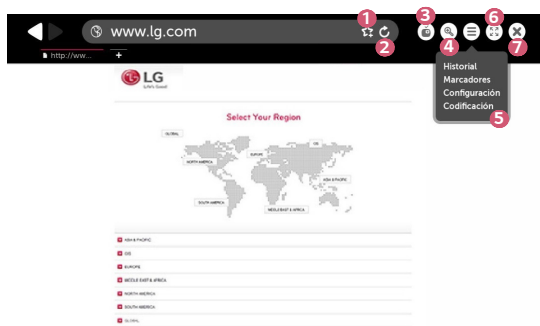 1 3 6
www.lg.com
2 4 7
http://ww...
+
Historial
Marcadores
Configuración
Codificación
5
LG
Life's Good
Select Your Region
GLOBAL
CIS
EUROPE
NORTH AMERICA
ASIA & PACIFIC
SOUTH AMERICA
MIDDLE EAST & AFRICA
ASIA & PACIFIC
CIS
EUROPE
MIDDLE EAST & AFRICA
NORTH AMERICA
SOUTH AMERICA
GLOBAL